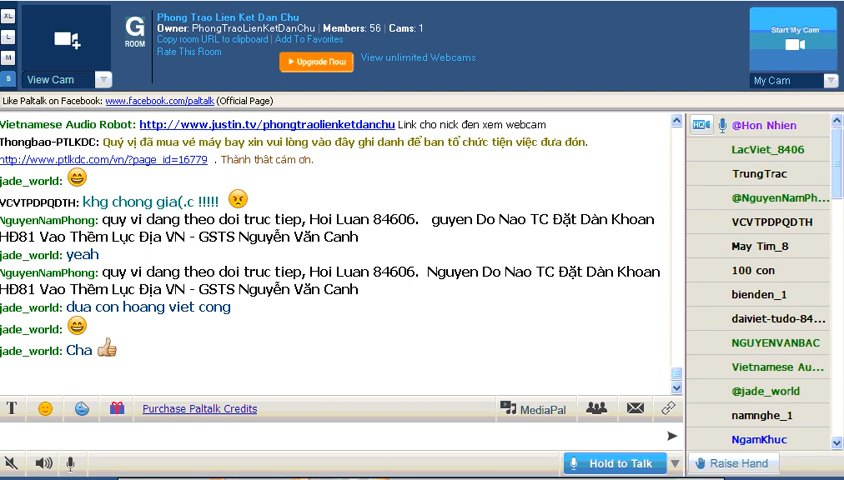 XL
L
M
S
View Cam
G
ROOM
Phong Trao Lien Ket Dan Chu
Owner: PhongTraoLienKetDanChu | Members: 56 | Cams: 1
Copy room URL to clipboard | Add To Favorites
Rate This Room
Upgrade Now
View unlimited Webcams
Start My Cam
My Cam
Like Paltalk on Facebook: www.facebook.com/paltalk (Official Page)
Vietnamese Audio Robot: http://www.justin.tv/phongtraolienketdanchu Link cho nick đen xem webcam
Thongbao-PTLKDC: Quý vị đã mua vé máy bay xin vui lòng vào đây ghi danh để ban tổ chức tiện việc đưa đón.
http://www.ptlkdc.com/vn/?page_id=16779 . Thành thật cám ơn.
jade_world:
VCVTPDPQDTH: khg chong gia(.c !!!!!
NguyenNamPhong: quy vi dang theo doi truc tiep, Hoi Luan 84606. guyen Do Nao TC Đặt Dàn Khoan
HĐ81 Vao Thềm Lục Địa VN - GSTS Nguyễn Văn Canh
jade_world: yeah
NguyenNamPhong: quy vi dang theo doi truc tiep, Hoi Luan 84606. Nguyen Do Nao TC Đặt Dàn Khoan
HĐ81 Vao Thềm Lục Địa VN - GSTS Nguyễn Văn Canh
jade_world: dua con hoang viet cong
jade_world:
jade_world: Cha
HD
@Hon Nhien
LacViet_8406
TrungTrac
@NguyenNamPh...
VCVTPDPQDTH
May Tim_8
100 con
bienden_1
daiviet-tudo-84...
NGUYENVANBAC
Vietnamese Au...
@jade_world
namnghe_1
NgamKhuc
T
Purchase Paltalk Credits
MediaPal
Hold to Talk
Raise Hand